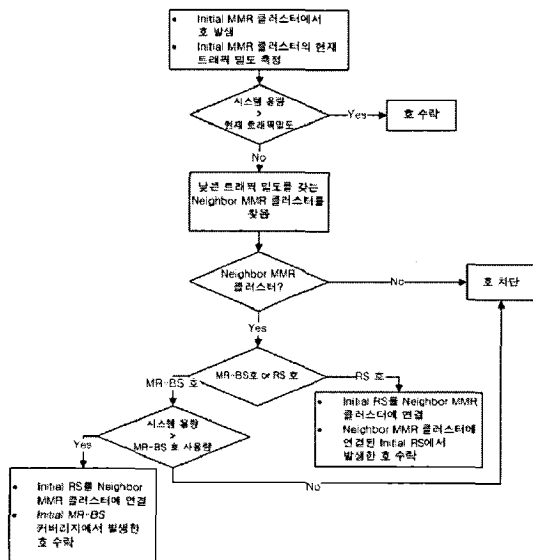 • Initial MMR 클러스터에서
호 발생
• Initial MMR 클러스터의 현재
트래픽 밀도 측정
시스템 용량
>
현재 트래픽밀도
Yes
호 수락
No
낮은 트래픽 밀도를 갖는
Neighbor MMR 클러스터를
찾음
Neighbor MMR
클러스터?
No
호 차단
Yes
MR-BS호 or RS 호
MR-BS 호
RS 호
• Initial RS를 Neighbor MMR
클러스터에 연결
• Neighbor MMR 클러스터에
연결된 Initial RS에서
발생한 호 수락
시스템 용량
>
MR-BS 호 사용량
Yes
No
• Initial RS를 Neighbor
MMR 클러스터에 연결
• Initial MR-BS
커버리지에서 발생한
호 수락